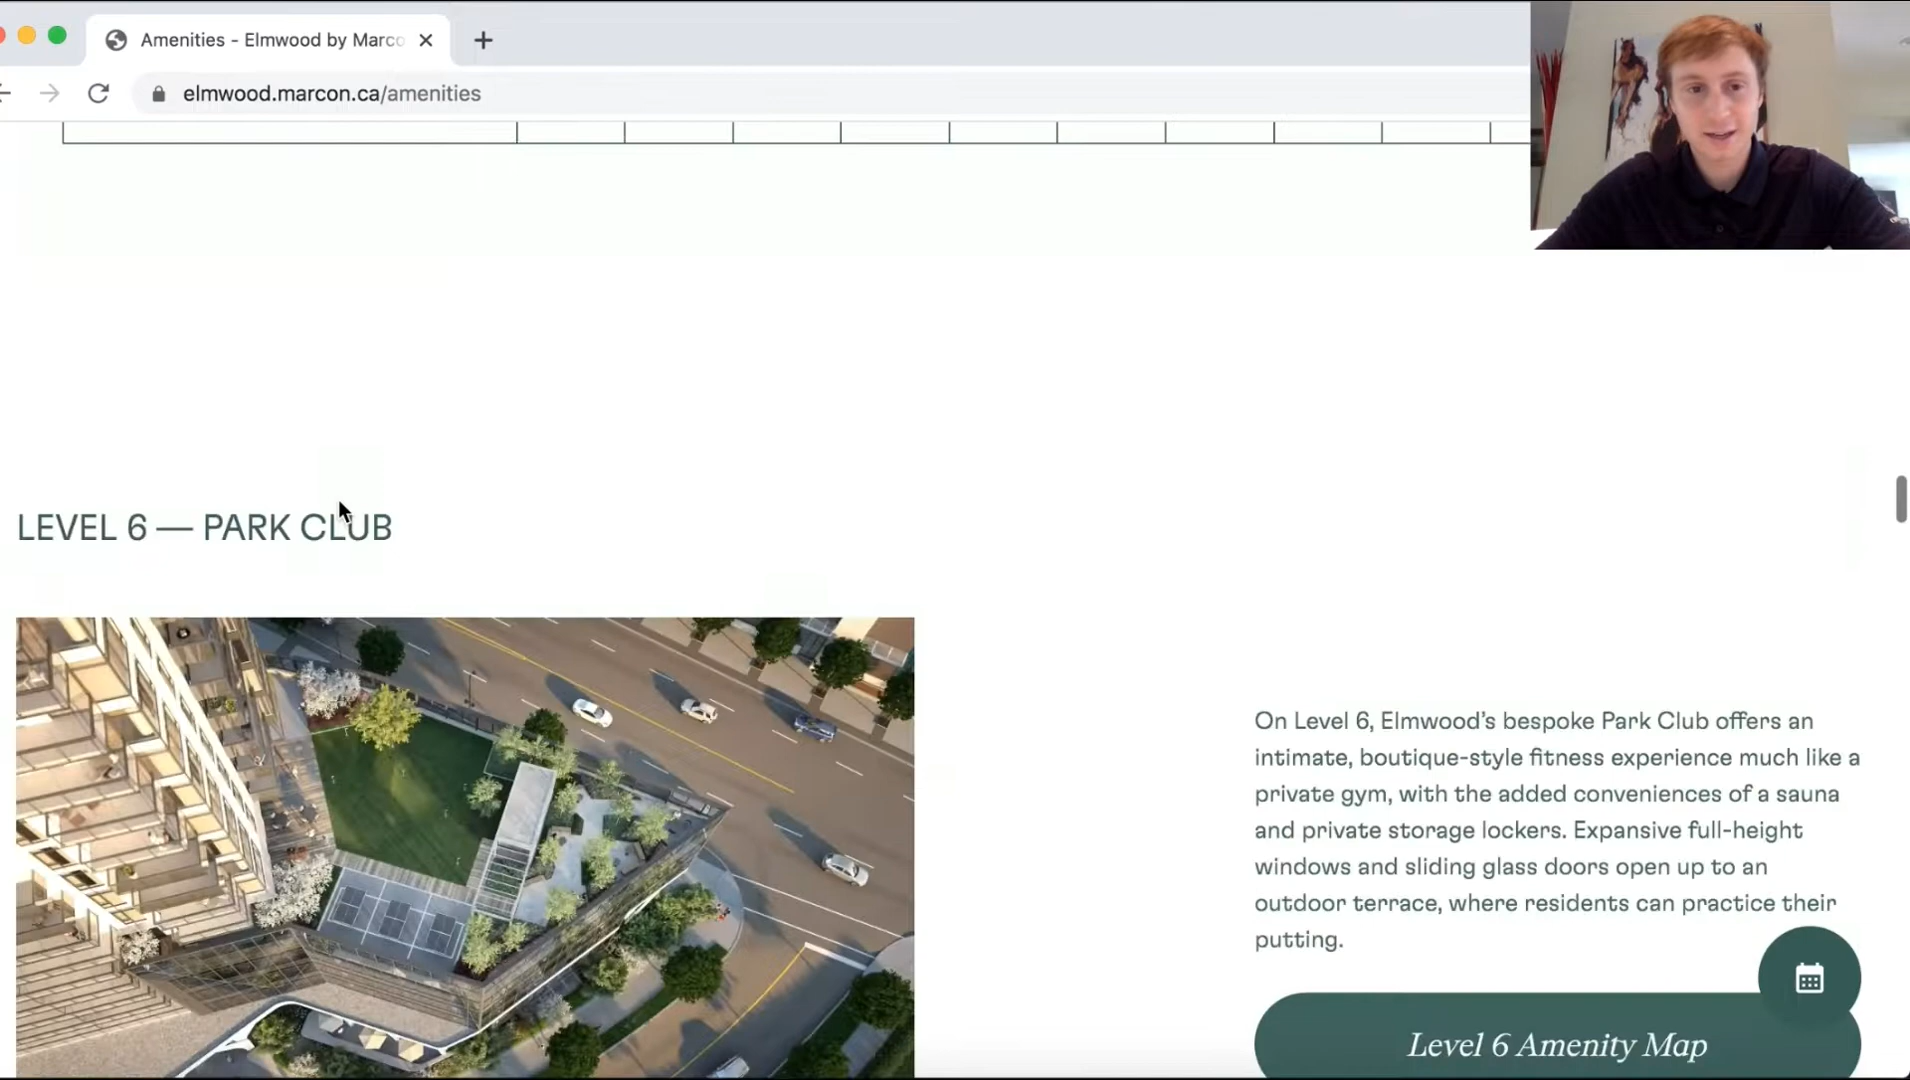 Amenities - Elmwood by Marco
elmwood.marcon.ca/amenities
LEVEL 6 — PARK CLUB
On Level 6, Elmwood's bespoke Park Club offers an
intimate, boutique-style fitness experience much like a
private gym, with the added conveniences of a sauna
and private storage lockers. Expansive full-height
windows and sliding glass doors open up to an
outdoor terrace, where residents can practice their
putting.
Level 6 Amenity Map